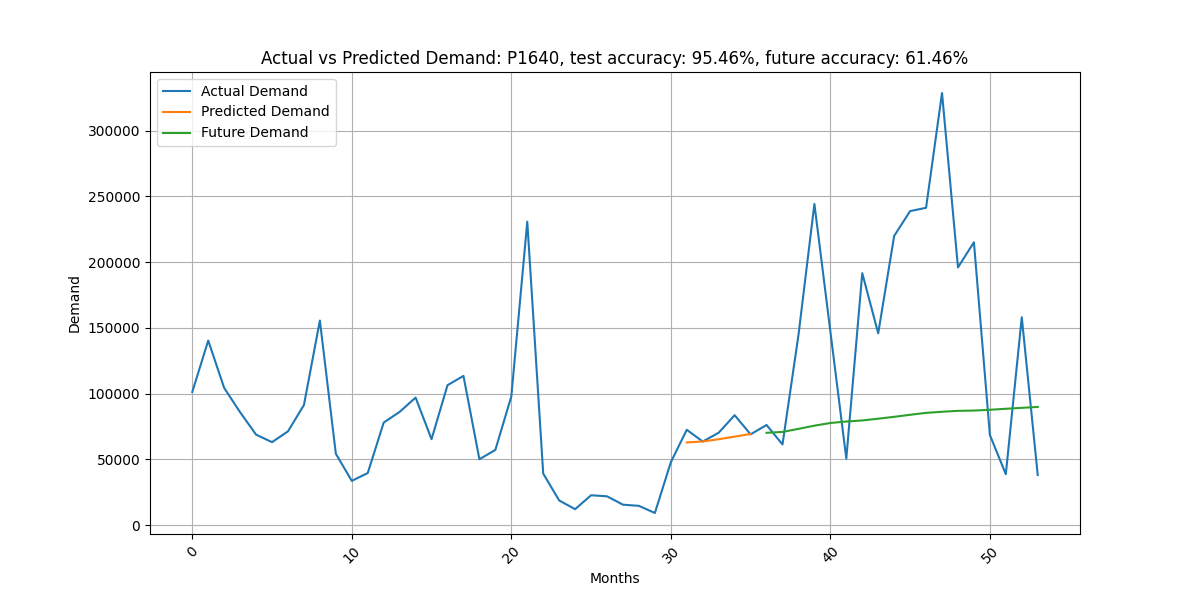 Actual vs Predicted Demand: P1640, test accuracy: 95.46%, future accuracy: 61.46%
Actual Demand
Predicted Demand
Future Demand
300000
250000
200000
150000
100000
50000
0
Demand
0 10 20 30 40 50
Months